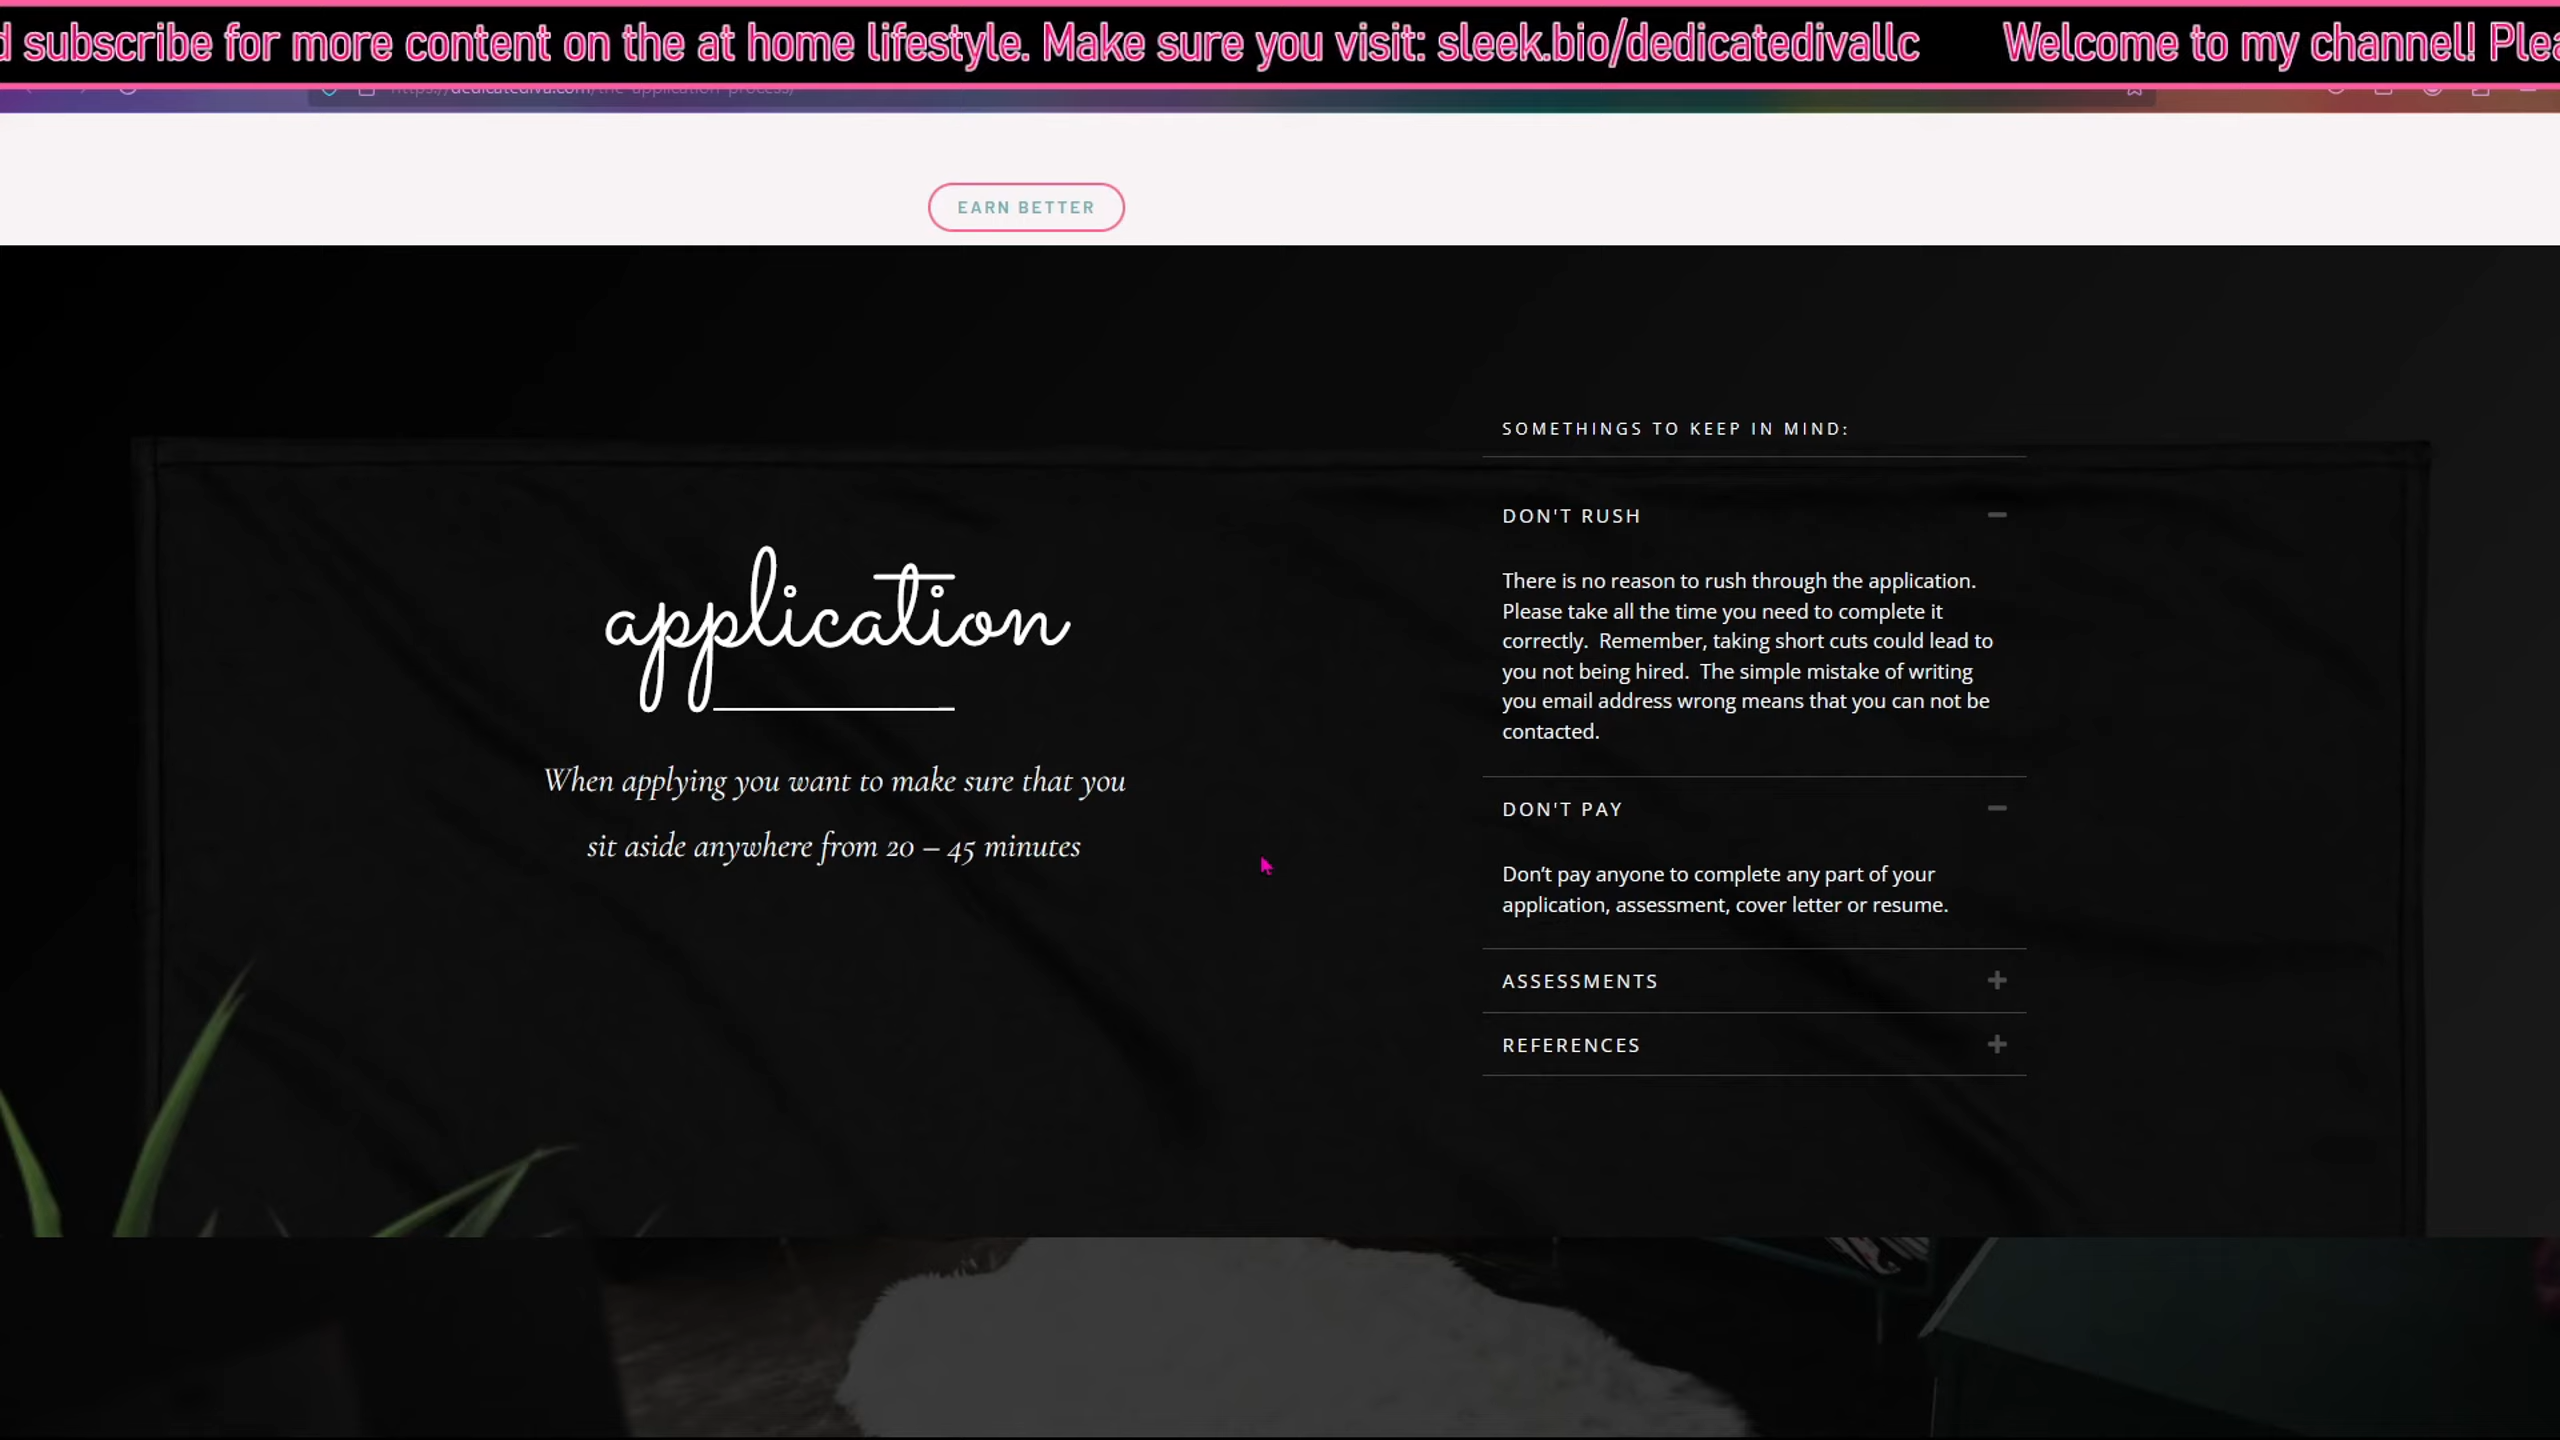 subscribe for more content on the at home lifestyle. Make sure you visit: sleek.bio/dedicatedivallc Welcome to my channel!
EARN BETTER
SOMETHINGS TO KEEP IN MIND:
DON'T RUSH
There is no reason to rush through the application.
Please take all the time you need to complete it
correctly. Remember, taking short cuts could lead to
you not being hired. The simple mistake of writing
you email address wrong means that you can not be
contacted.
application
When applying you want to make sure that you
sit aside anywhere from 20 – 45 minutes
DON'T PAY
Don't pay anyone to complete any part of your
application, assessment, cover letter or resume.
ASSESSMENTS
REFERENCES